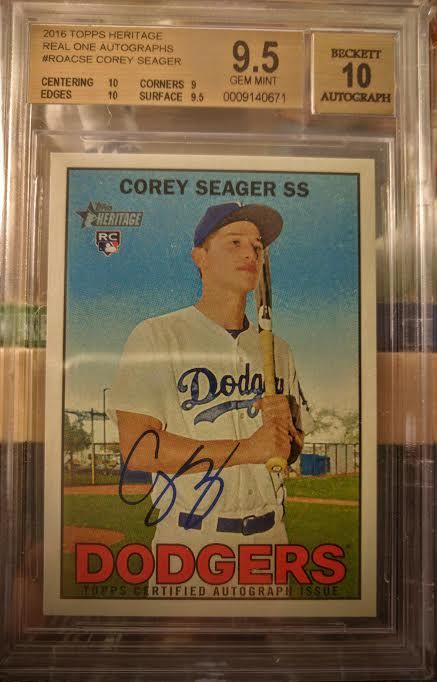 2016 TOPPS HERITAGE
REAL ONE AUTOGRAPHS
#ROACSE COREY SEAGER
CENTERING 10 CORNERS 9
EDGES 10 SURFACE 9.5
9.5
GEM MINT
0009140671
BECKETT
10
AUTOGRAPH
COREY SEAGER SS
Topps
HERITAGE
RC
Dodg
DODGERS
TOPPS CERTIFIED AUTOGRAPH ISSUE